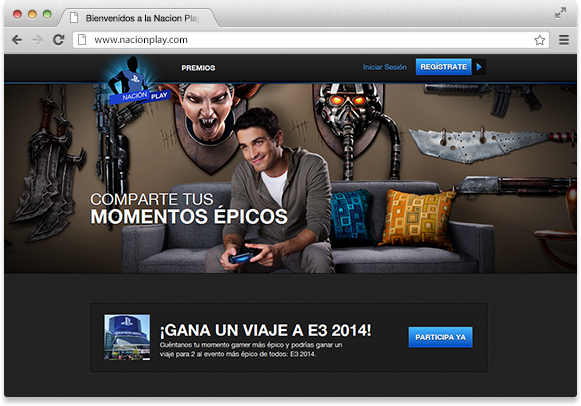 Bienvenidos a la Nacion Play
www.nacionplay.com
NACIÓN PLAY
PREMIOS
Iniciar Sesión
REGÍSTRATE
COMPARTE TUS
MOMENTOS ÉPICOS
¡GANA UN VIAJE A E3 2014!
Cuéntanos tu momento gamer más épico y podrías ganar un
viaje para 2 al evento más épico de todos: E3 2014.
PARTICIPA YA